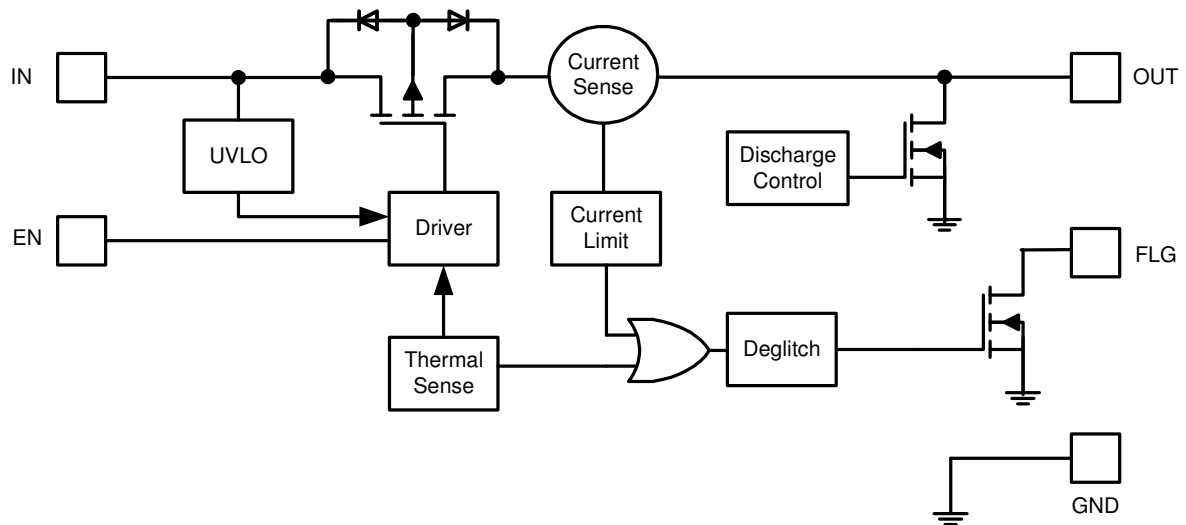 IN
Current
Sense
OUT
UVLO
Discharge
Control
EN
Driver
Current
Limit
FLG
Thermal
Sense
Deglitch
GND